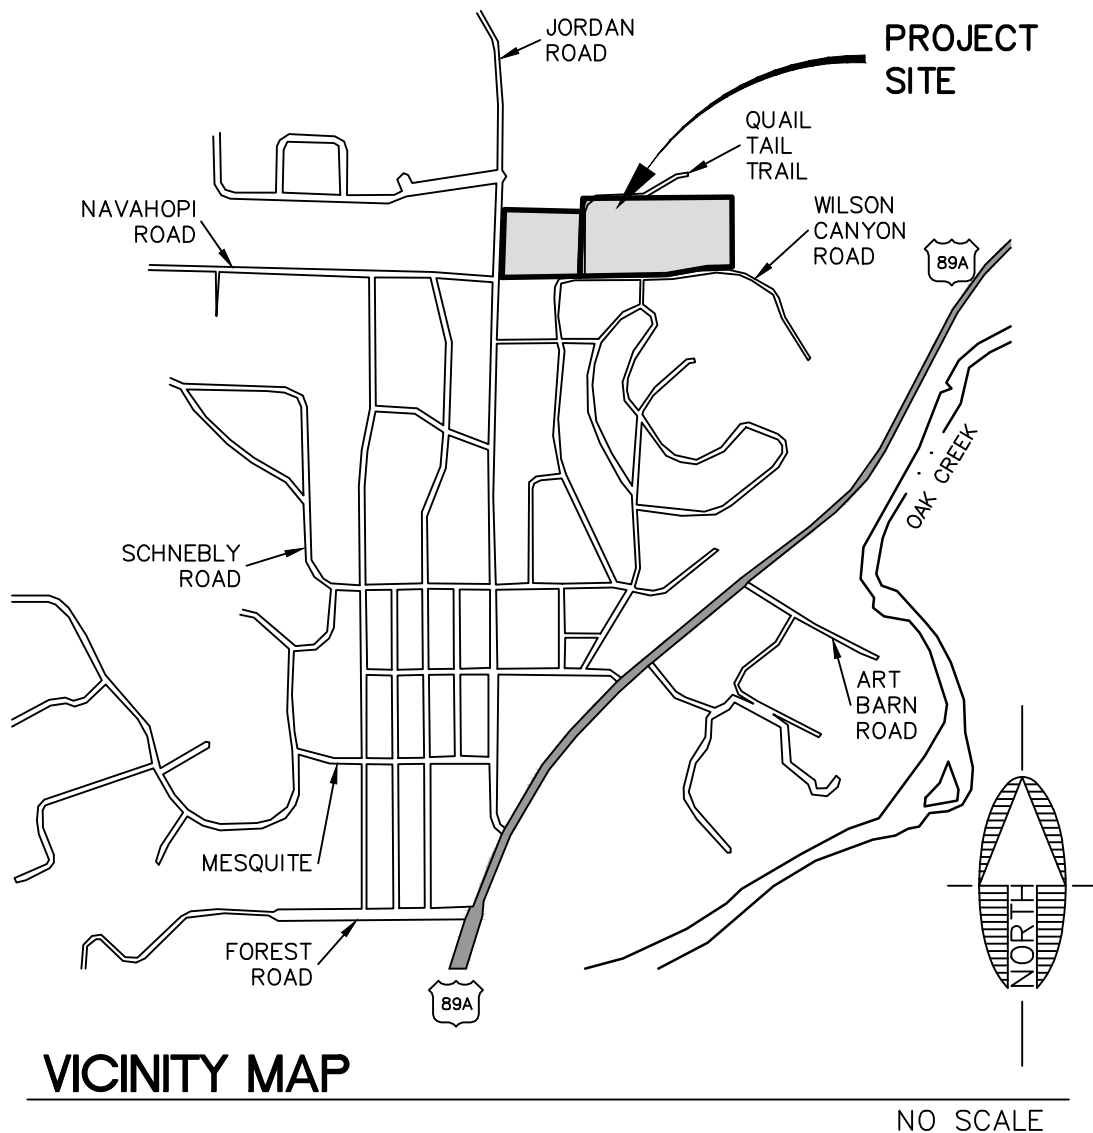 JORDAN
ROAD
PROJECT
SITE
QUAIL
TAIL
TRAIL
NAVAHOPI
ROAD
WILSON
CANYON
ROAD
89A
OAK CREEK
SCHNEBLY
ROAD
ART
BARN
ROAD
MESQUITE
FOREST
ROAD
NORTH
89A
VICINITY MAP
NO SCALE